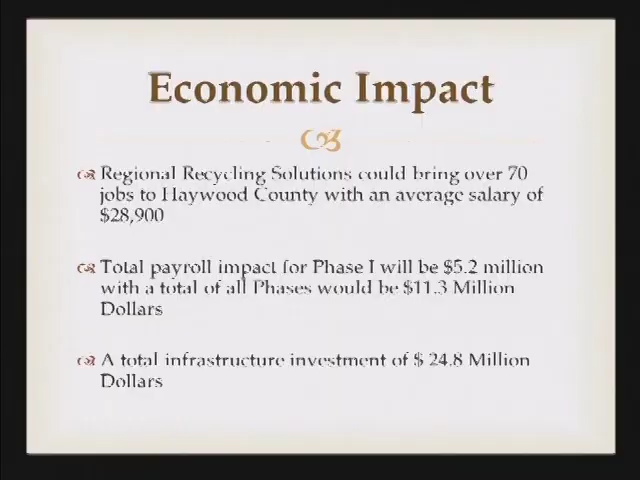 Economic Impact
Regional Recycling Solutions could bring over 70
jobs to Haywood County with an average salary of
$28,900
Total payroll impact for Phase I will be $5.2 million
with a total of all Phases would be $11.3 Million
Dollars
A total infrastructure investment of $ 24.8 Million
Dollars